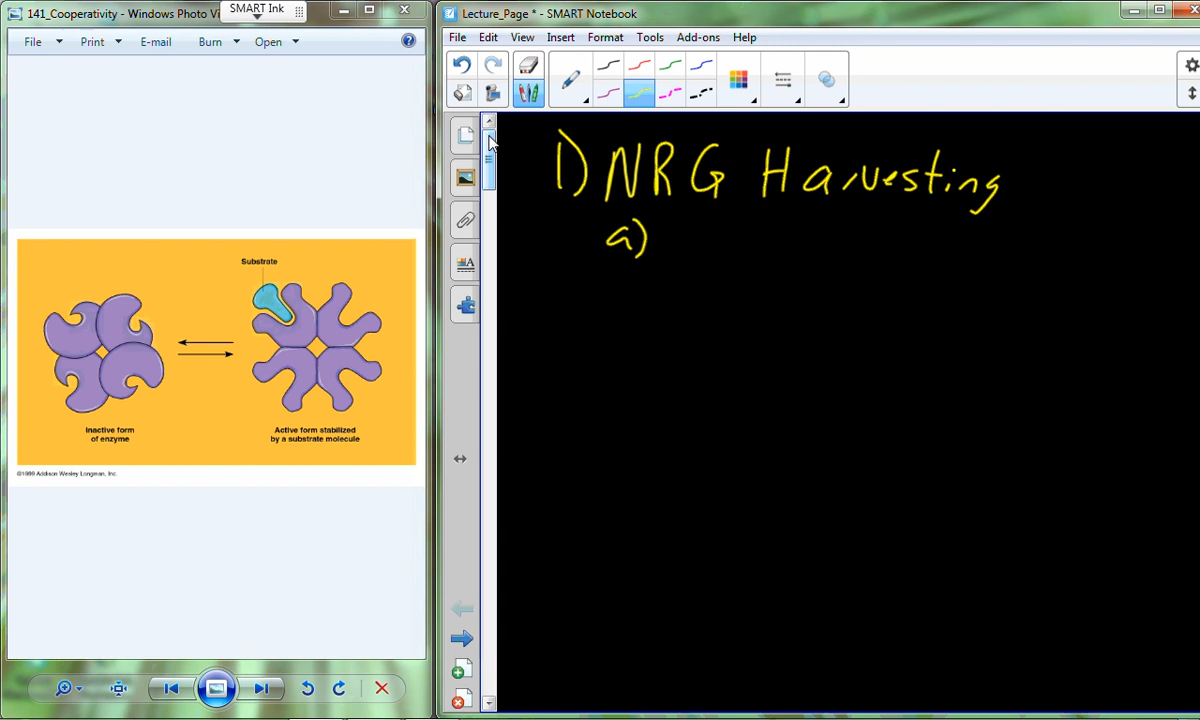 141_Cooperativity - Windows Photo Vi
SMART Ink
File Print E-mail Burn Open
Substrate
Inactive form
of enzyme
Active form stabilized
by a substrate molecule
©1999 Addison Wesley Longman, Inc.
Lecture_Page * - SMART Notebook
File Edit View Insert Format Tools Add-ons Help
1) NRG Harvesting
a)